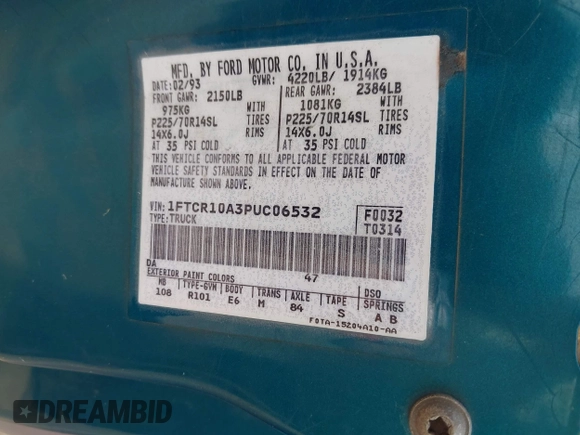 MFD. BY FORD MOTOR CO. IN U.S.A.
DATE: 02/93 GVWR: 4220LB/ 1914KG
FRONT GAWR: 2150LB REAR GAWR: 2384LB
975KG WITH 1081KG WITH
P225/70R14SL TIRES P225/70R14SL TIRES
14X6.0J RIMS 14X6.0J RIMS
AT 35 PSI COLD AT 35 PSI COLD
THIS VEHICLE CONFORMS TO ALL APPLICABLE FEDERAL MOTOR
VEHICLE SAFETY STANDARDS IN EFFECT ON THE DATE OF
MANUFACTURE SHOWN ABOVE.
VIN: 1FTCR10A3PUC06532 F0032
TYPE: TRUCK T0314
DA 47
EXTERIOR PAINT COLORS DSO
WB TYPE-GVM BODY TRANS AXLE TAPE SPRINGS
108 R101 E6 M 84 S A B
F0TA-15204A10-AA
DREAMBID